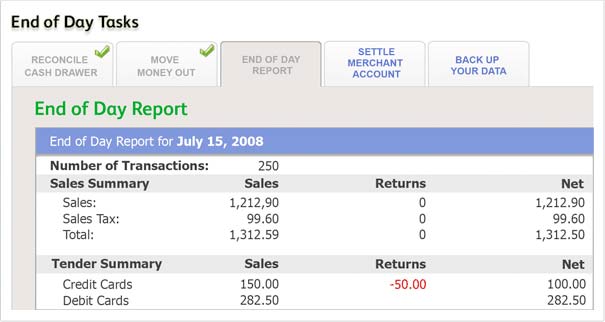 End of Day Tasks
RECONCILE
CASH DRAWER
MOVE
MONEY OUT
END OF DAY
REPORT
SETTLE
MERCHANT
ACCOUNT
BACK UP
YOUR DATA
End of Day Report
End of Day Report for July 15, 2008
Number of Transactions: 250
Sales Summary Sales Returns Net
Sales: 1,212,90 0 1,212.90
Sales Tax: 99.60 0 99.60
Total: 1,312.59 0 1,312.50
Tender Summary Sales Returns Net
Credit Cards 150.00 -50.00 100.00
Debit Cards 282.50 282.50